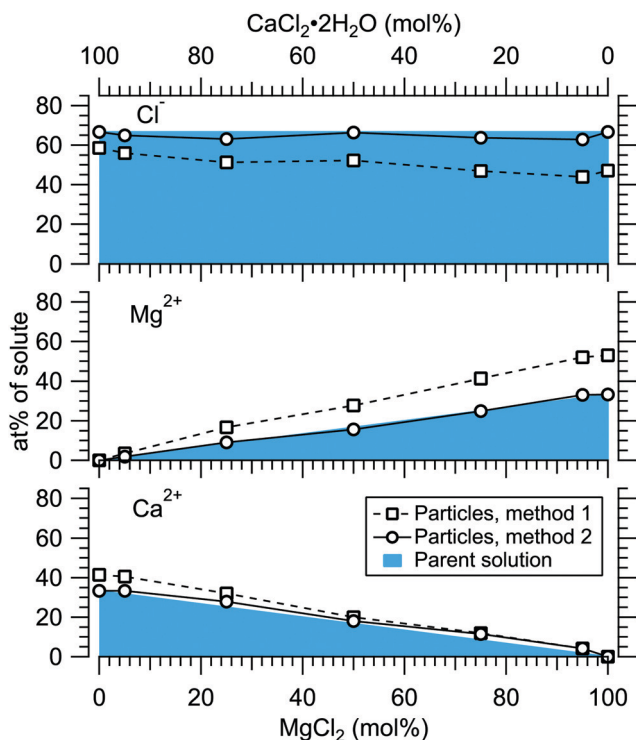 CaCl₂•2H₂O (mol%)
100 80 60 40 20 0
Cl⁻
80
60
40
20
0
Mg²⁺
80
60
40
20
0
at% of solute
Ca²⁺
80
60
40
20
0
Particles, method 1
Particles, method 2
Parent solution
0 20 40 60 80 100
MgCl₂ (mol%)